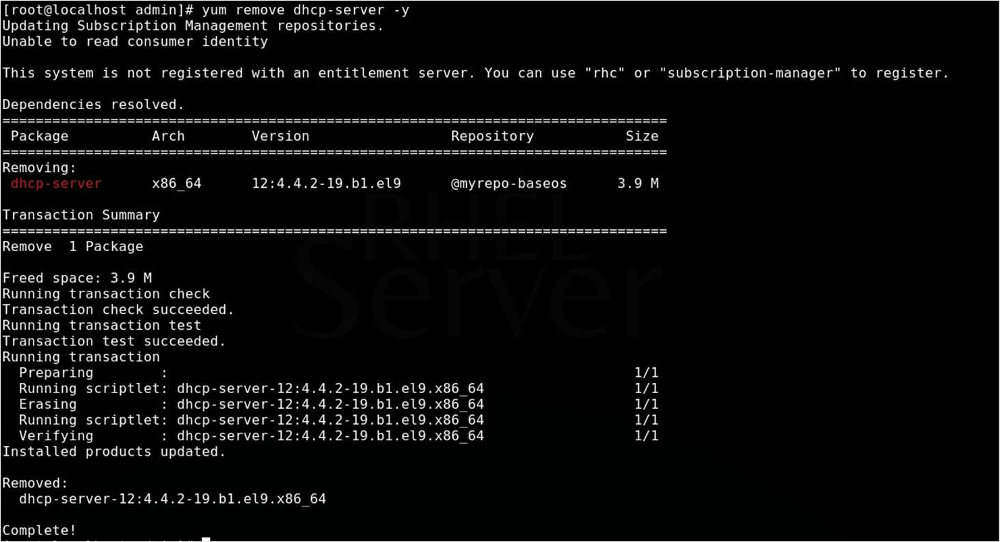 [root@localhost admin]# yum remove dhcp-server -y
Updating Subscription Management repositories.
Unable to read consumer identity
This system is not registered with an entitlement server. You can use "rhc" or "subscription-manager" to register.
Dependencies resolved.
================================================================================
Package Arch Version Repository Size
================================================================================
Removing:
dhcp-server x86_64 12:4.4.2-19.b1.el9 @myrepo-baseos 3.9 M
Transaction Summary
================================================================================
Remove 1 Package
Freed space: 3.9 M
Running transaction check
Transaction check succeeded.
Running transaction test
Transaction test succeeded.
Running transaction
Preparing : 1/1
Running scriptlet: dhcp-server-12:4.4.2-19.b1.el9.x86_64 1/1
Erasing : dhcp-server-12:4.4.2-19.b1.el9.x86_64 1/1
Running scriptlet: dhcp-server-12:4.4.2-19.b1.el9.x86_64 1/1
Verifying : dhcp-server-12:4.4.2-19.b1.el9.x86_64 1/1
Installed products updated.
Removed:
dhcp-server-12:4.4.2-19.b1.el9.x86_64
Complete!
RHEL
Server